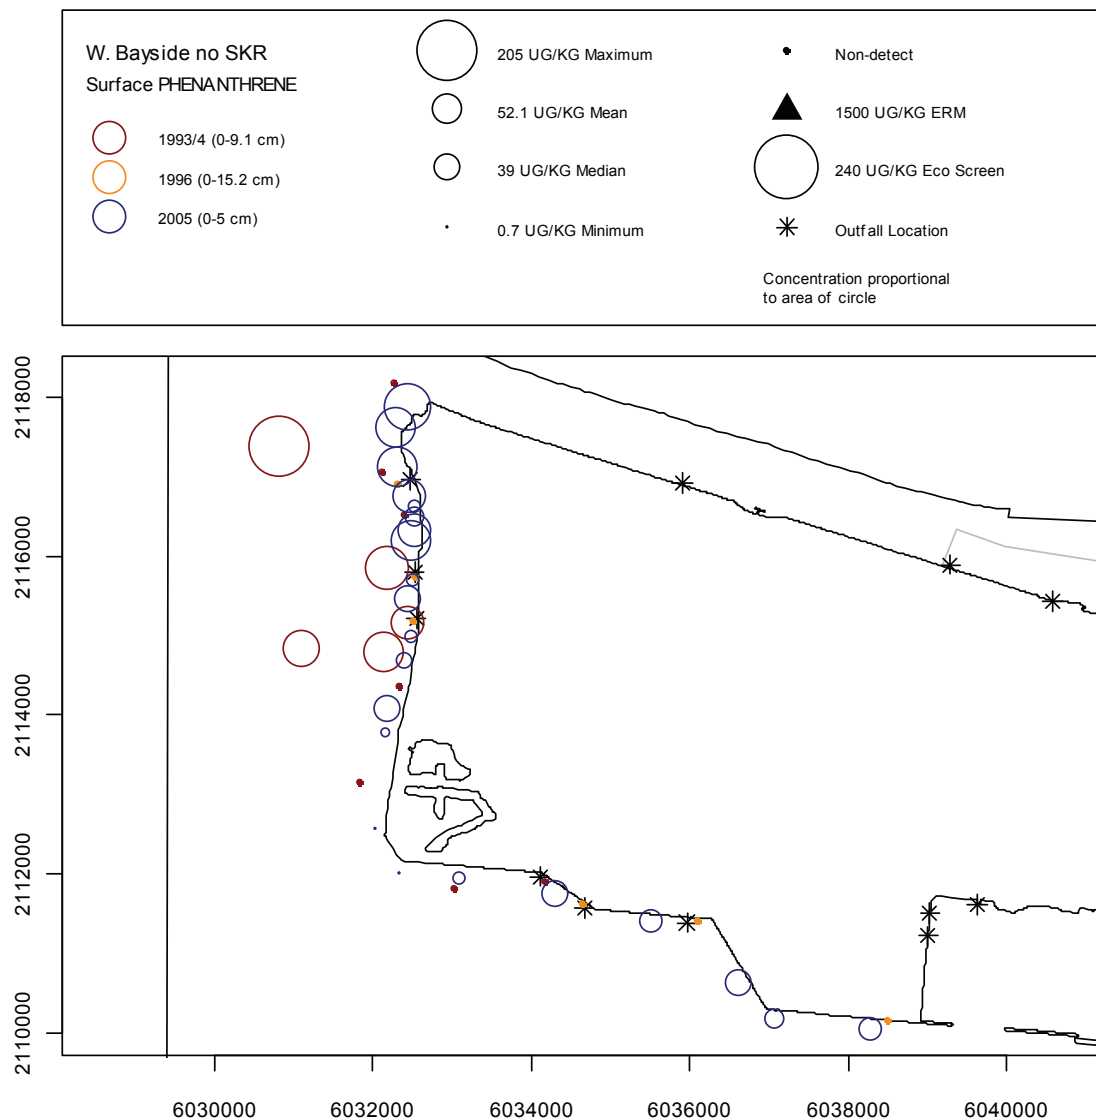 W. Bayside no SKR
Surface PHENANTHRENE
1993/4 (0-9.1 cm)
1996 (0-15.2 cm)
2005 (0-5 cm)
205 UG/KG Maximum
52.1 UG/KG Mean
39 UG/KG Median
0.7 UG/KG Minimum
Non-detect
1500 UG/KG ERM
240 UG/KG Eco Screen
Outfall Location
Concentration proportional
to area of circle
2118000
2116000
2114000
2112000
2110000
6030000 6032000 6034000 6036000 6038000 6040000